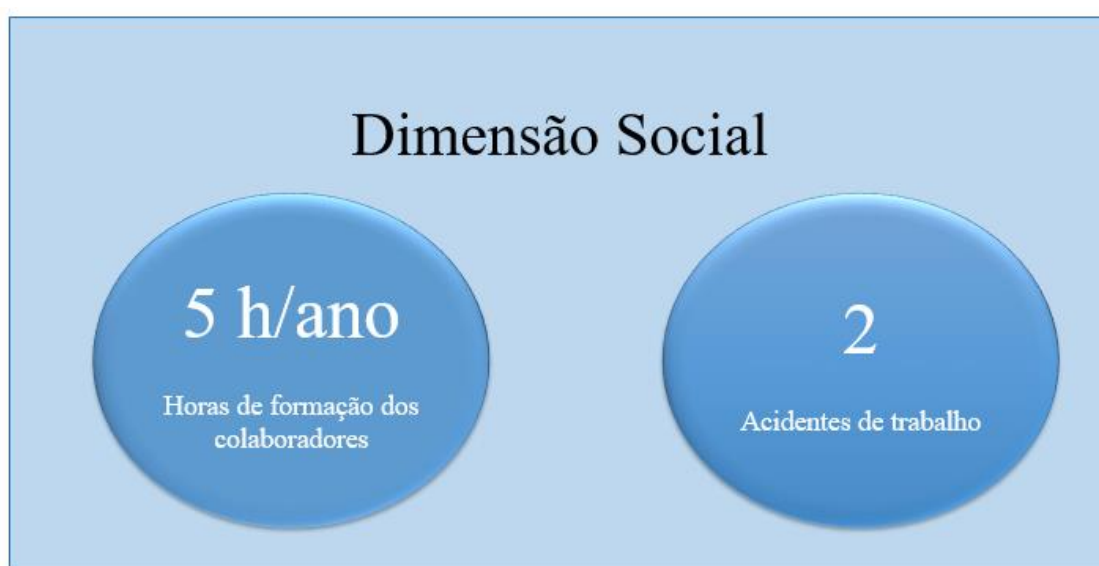 Dimensão Social
5 h/ano
Horas de formação dos
colaboradores
2
Acidentes de trabalho